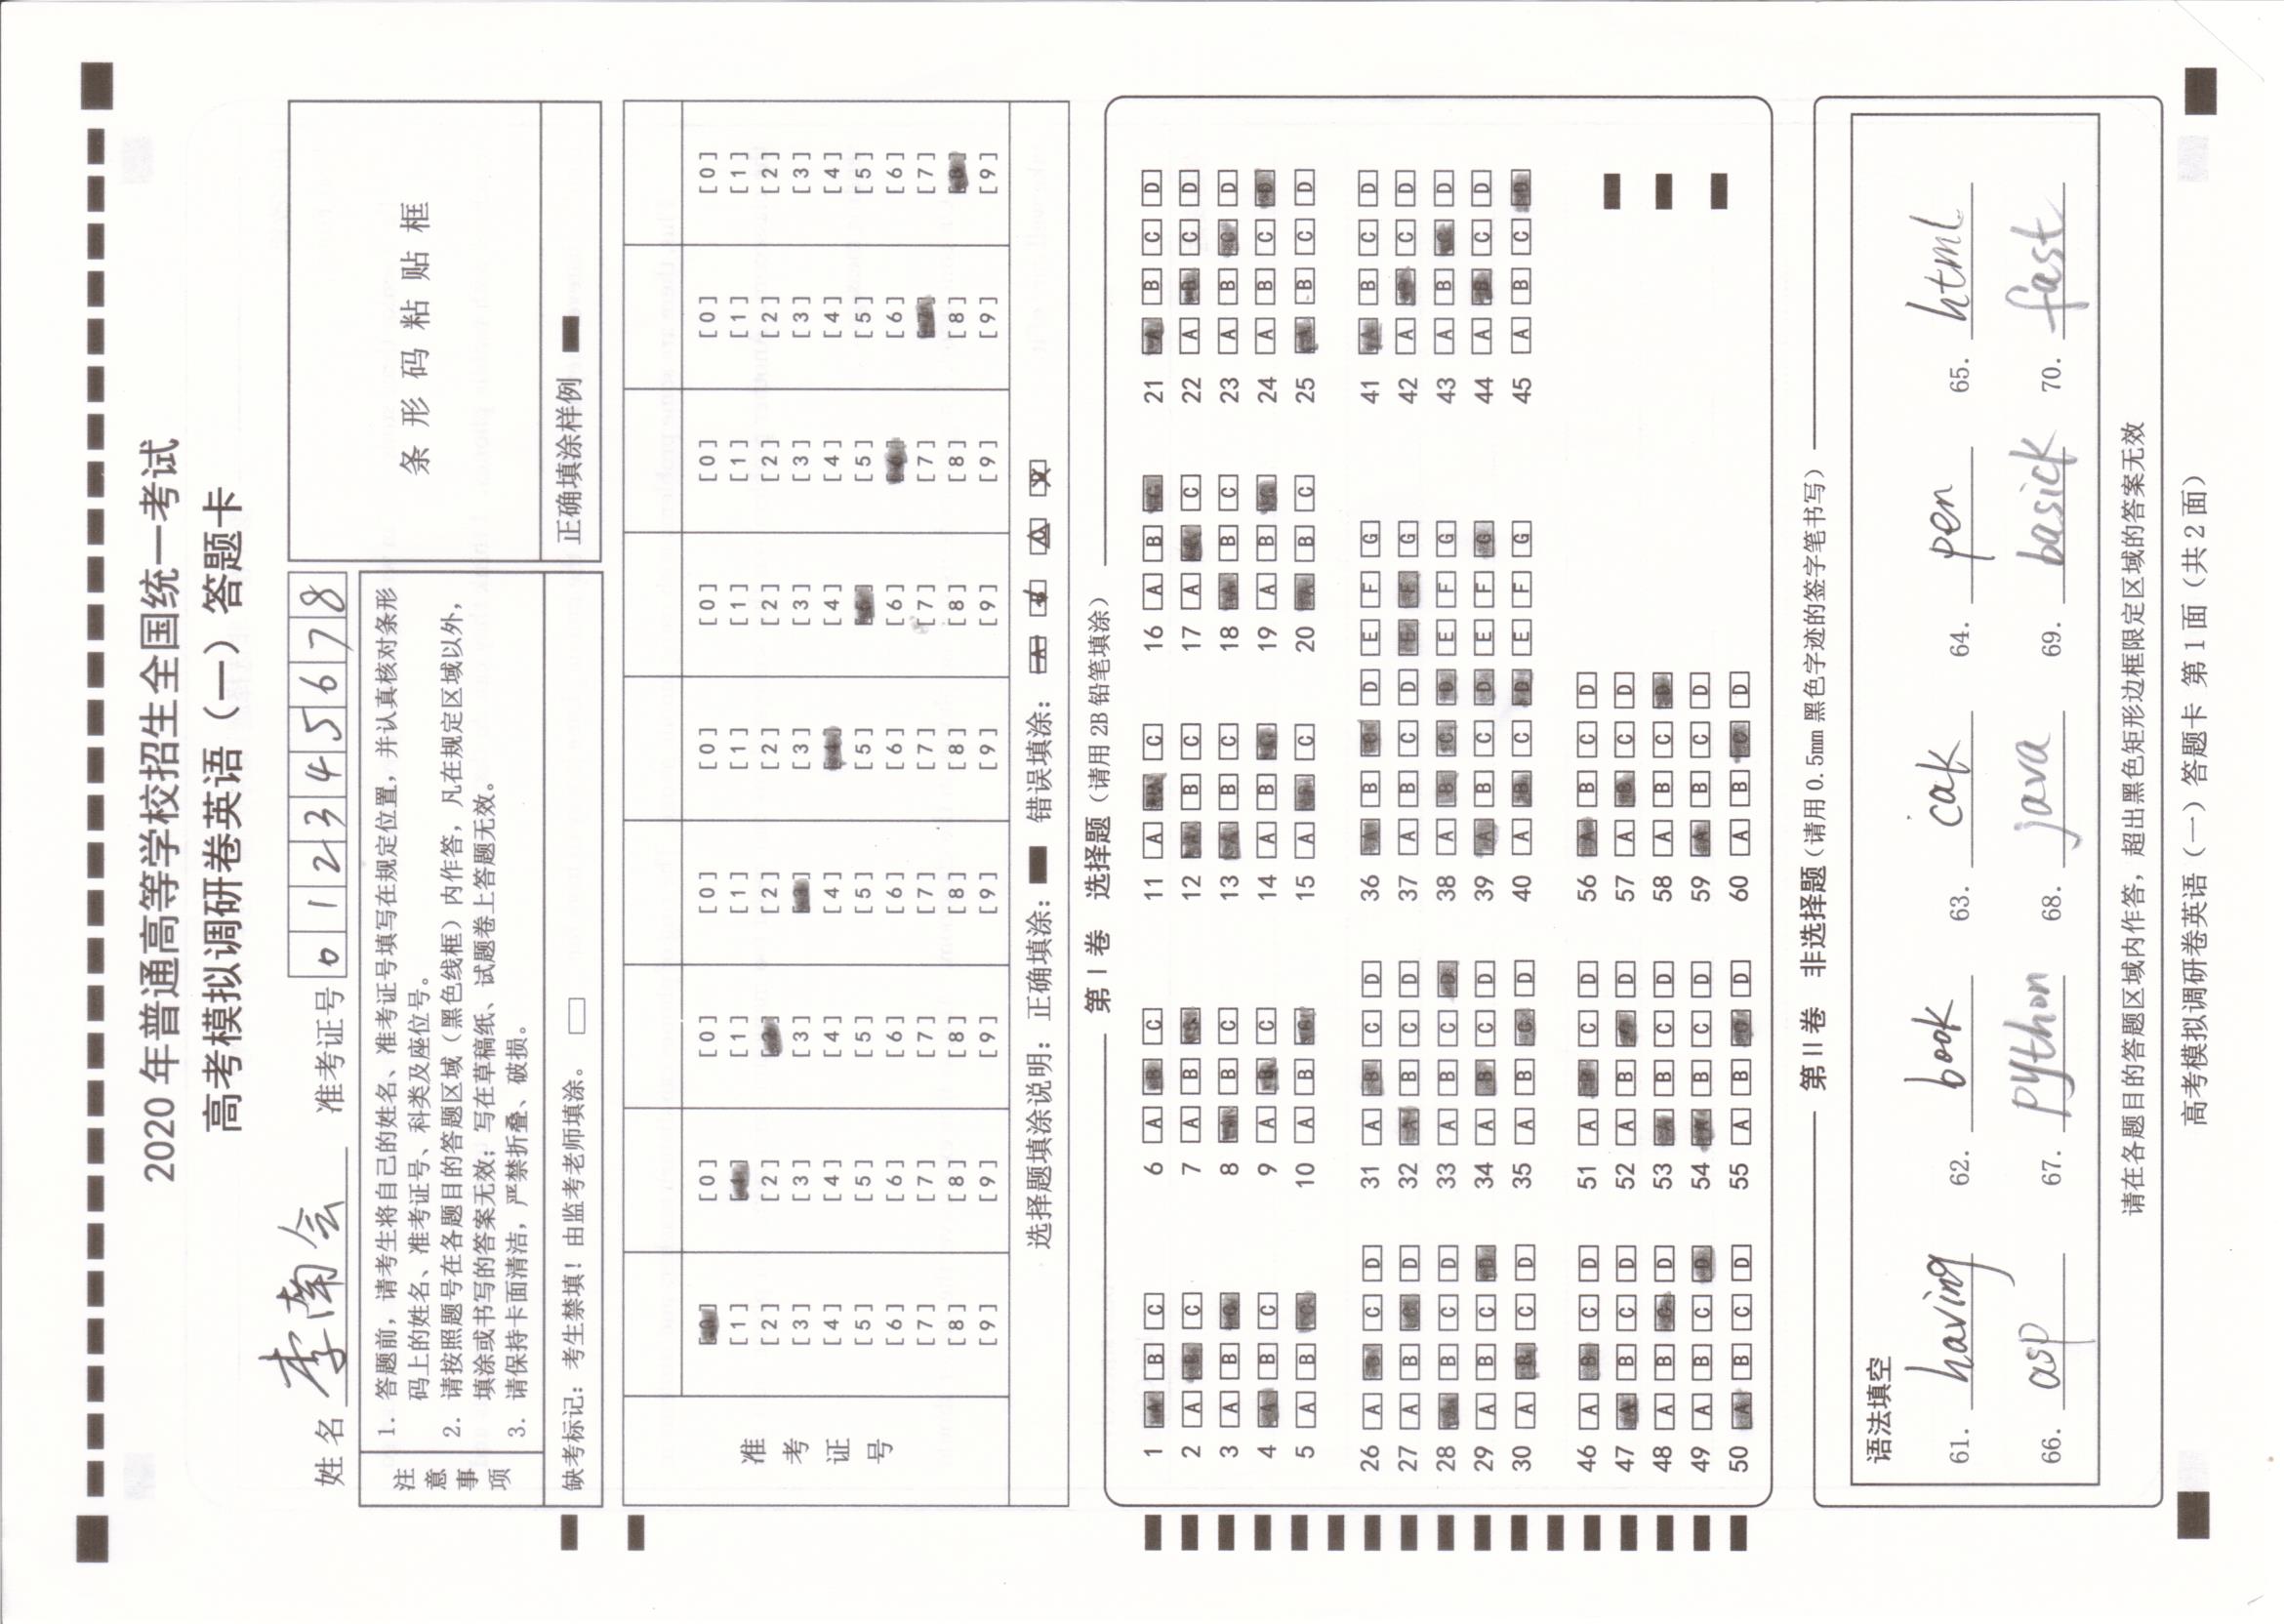 2020 年普通高等学校招生全国统一考试
高考模拟调研卷英语（一）答题卡
姓 名 李南会 准考证号 0 1 2 3 4 5 6 7 8
注意事项
1. 答题前，请考生将自己的姓名、准考证号填写在规定位置，并认真核对条形
码上的姓名、准考证号、科类及座位号。
2. 请按照题号在各题目的答题区域（黑色线框）内作答，凡在规定区域以外，
填涂或书写的答案无效；写在草稿纸、试题卷上答题无效。
3. 请保持卡面清洁，严禁折叠、破损。
条 形 码 粘 贴 框
缺考标记：考生禁填！由监考老师填涂。
正确填涂样例
准考证号
[0] [0] [0] [0] [0] [0] [0] [0] [0]
[1] [1] [1] [1] [1] [1] [1] [1] [1]
[2] [2] [2] [2] [2] [2] [2] [2] [2]
[3] [3] [3] [3] [3] [3] [3] [3] [3]
[4] [4] [4] [4] [4] [4] [4] [4] [4]
[5] [5] [5] [5] [5] [5] [5] [5] [5]
[6] [6] [6] [6] [6] [6] [6] [6] [6]
[7] [7] [7] [7] [7] [7] [7] [7] [7]
[8] [8] [8] [8] [8] [8] [8] [8] [8]
[9] [9] [9] [9] [9] [9] [9] [9] [9]
选择题填涂说明：正确填涂： 错误填涂： A B C D
第 I 卷 选择题（请用 2B 铅笔填涂）
1 A B C 6 A B C 11 A B C 16 A B C 21 A B C D
2 A B C 7 A B C 12 A B C 17 A B C 22 A B C D
3 A B C 8 A B C 13 A B C 18 A B C 23 A B C D
4 A B C 9 A B C 14 A B C 19 A B C 24 A B C D
5 A B C 10 A B C 15 A B C 20 A B C 25 A B C D
26 A B C D 31 A B C D 36 A B C D E F G 41 A B C D
27 A B C D 32 A B C D 37 A B C D E F G 42 A B C D
28 A B C D 33 A B C D 38 A B C D E F G 43 A B C D
29 A B C D 34 A B C D 39 A B C D E F G 44 A B C D
30 A B C D 35 A B C D 40 A B C D E F G 45 A B C D
46 A B C D 51 A B C D 56 A B C D
47 A B C D 52 A B C D 57 A B C D
48 A B C D 53 A B C D 58 A B C D
49 A B C D 54 A B C D 59 A B C D
50 A B C D 55 A B C D 60 A B C D
第 II 卷 非选择题（请用 0.5mm 黑色字迹的签字笔书写）
语法填空
61. having 62. book 63. cak 64. pen 65. html
66. asp 67. python 68. java 69. basick 70. fast
请在各题目的答题区域内作答，超出黑色矩形边框限定区域的答案无效
高考模拟调研卷英语（一）答题卡 第 1 面（共 2 面）